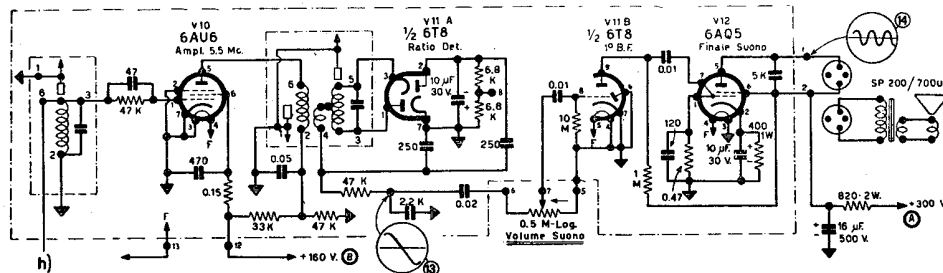 V10
6AU6
Ampl. 5.5 Mc.
V11 A
½ 6T8
Ratio Det.
V11 B
½ 6T8
1º B.F.
V12
6AQ5
Finale Suono
14
47
47 K
10 µF
30 V.
6.8
K
B
6.8
K
0.01
0.01
5 K
SP 200/700u
10
M
120
10 µF.
30 V.
400
1W
470
0.15
0.05
250
250
1
M
0.47
33K
47 K
47 K
2.2 K
0.02
0.5 M-Log.
Volume Suono
820-2W.
+300 V
A
16 µF.
500 V.
F
13
12
+160 V. B
13
h)